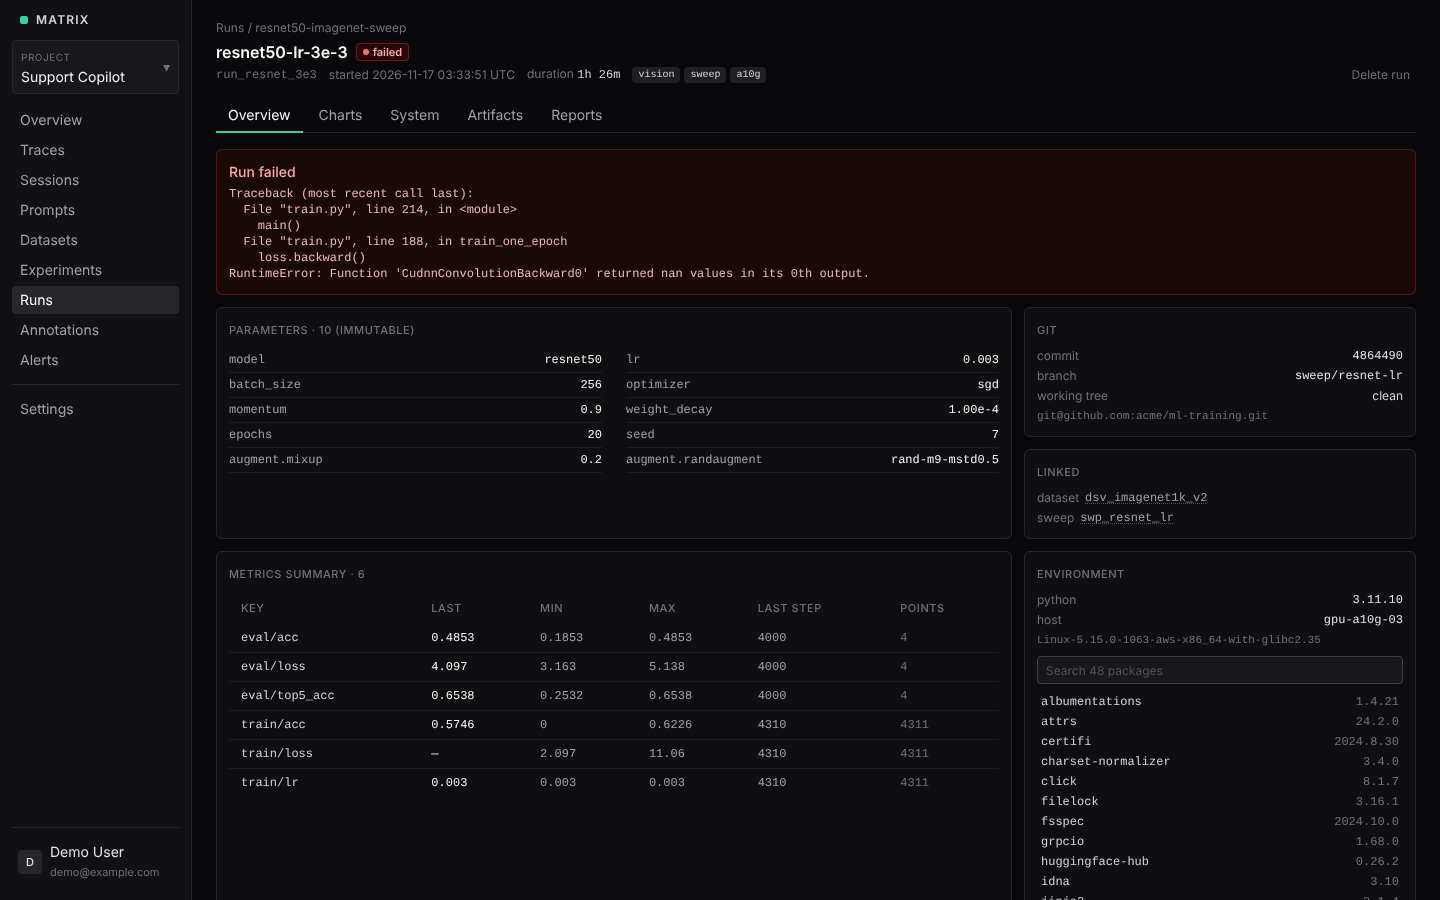 MATRIX
PROJECT
Support Copilot
▼
Overview
Traces
Sessions
Prompts
Datasets
Experiments
Runs
Annotations
Alerts
Settings
D
Demo User
demo@example.com
Runs / resnet50-imagenet-sweep
resnet50-lr-3e-3 failed
run_resnet_3e3 started 2026-11-17 03:33:51 UTC duration 1h 26m vision sweep a10g
Delete run
Overview Charts System Artifacts Reports
Run failed
Traceback (most recent call last):
  File "train.py", line 214, in <module>
    main()
  File "train.py", line 188, in train_one_epoch
    loss.backward()
RuntimeError: Function 'CudnnConvolutionBackward0' returned nan values in its 0th output.
PARAMETERS · 10 (IMMUTABLE)
model resnet50 lr 0.003
batch_size 256 optimizer sgd
momentum 0.9 weight_decay 1.00e-4
epochs 20 seed 7
augment.mixup 0.2 augment.randaugment rand-m9-mstd0.5
GIT
commit 4864490
branch sweep/resnet-lr
working tree clean
git@github.com:acme/ml-training.git
LINKED
dataset dsv_imagenet1k_v2
sweep swp_resnet_lr
METRICS SUMMARY · 6
KEY LAST MIN MAX LAST STEP POINTS
eval/acc 0.4853 0.1853 0.4853 4000 4
eval/loss 4.097 3.163 5.138 4000 4
eval/top5_acc 0.6538 0.2532 0.6538 4000 4
train/acc 0.5746 0 0.6226 4310 4311
train/loss — 2.097 11.06 4310 4311
train/lr 0.003 0.003 0.003 4310 4311
ENVIRONMENT
python 3.11.10
host gpu-a10g-03
Linux-5.15.0-1063-aws-x86_64-with-glibc2.35
Search 48 packages
albumentations 1.4.21
attrs 24.2.0
certifi 2024.8.30
charset-normalizer 3.4.0
click 8.1.7
filelock 3.16.1
fsspec 2024.10.0
grpcio 1.68.0
huggingface-hub 0.26.2
idna 3.10